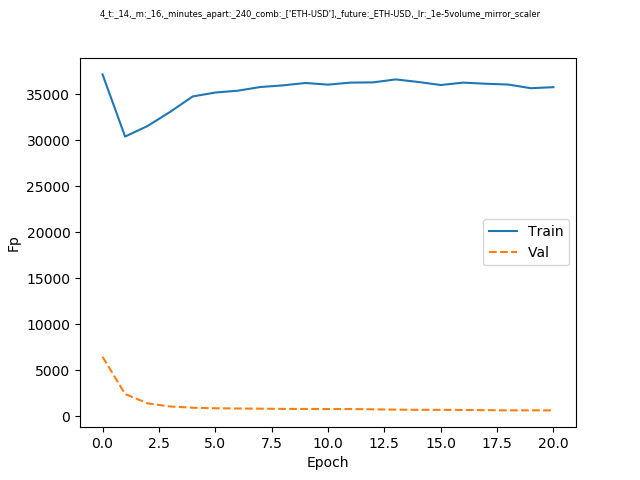 4_t:_14,_m:_16,_minutes_apart:_240_comb:_['ETH-USD'],_future:_ETH-USD,_lr:_1e-5volume_mirror_scaler
35000
30000
25000
20000
15000
10000
5000
0
Fp
Train
Val
0.0 2.5 5.0 7.5 10.0 12.5 15.0 17.5 20.0
Epoch